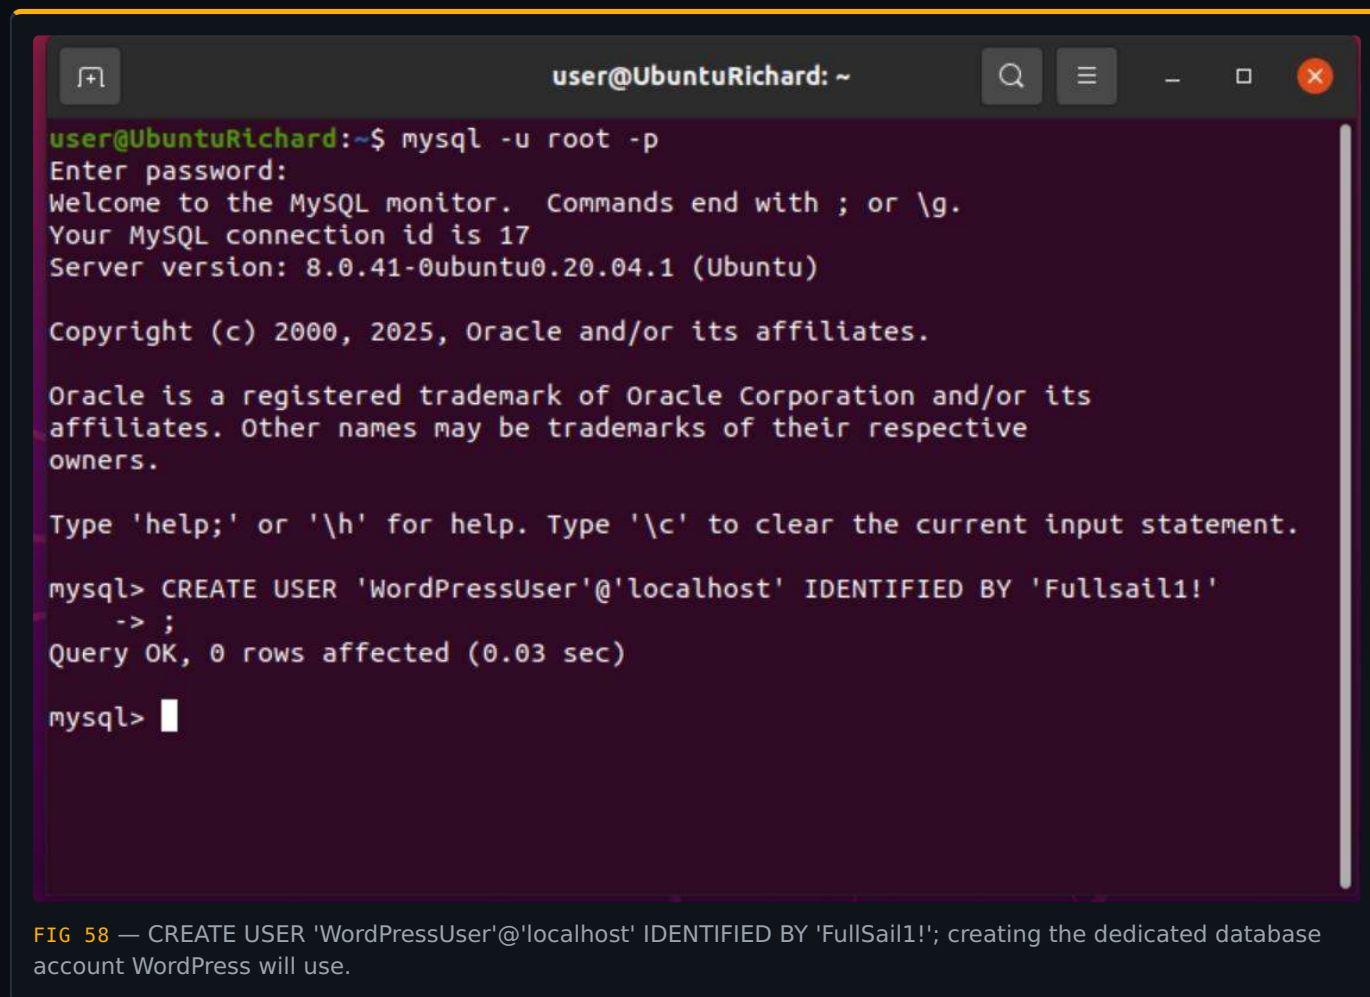 user@UbuntuRichard: ~
user@UbuntuRichard:~$ mysql -u root -p
Enter password:
Welcome to the MySQL monitor.  Commands end with ; or \g.
Your MySQL connection id is 17
Server version: 8.0.41-0ubuntu0.20.04.1 (Ubuntu)
Copyright (c) 2000, 2025, Oracle and/or its affiliates.
Oracle is a registered trademark of Oracle Corporation and/or its
affiliates. Other names may be trademarks of their respective
owners.
Type 'help;' or '\h' for help. Type '\c' to clear the current input statement.
mysql> CREATE USER 'WordPressUser'@'localhost' IDENTIFIED BY 'Fullsail1!'
    -> ;
Query OK, 0 rows affected (0.03 sec)
mysql>
FIG 58 — CREATE USER 'WordPressUser'@'localhost' IDENTIFIED BY 'FullSail1!'; creating the dedicated database
account WordPress will use.